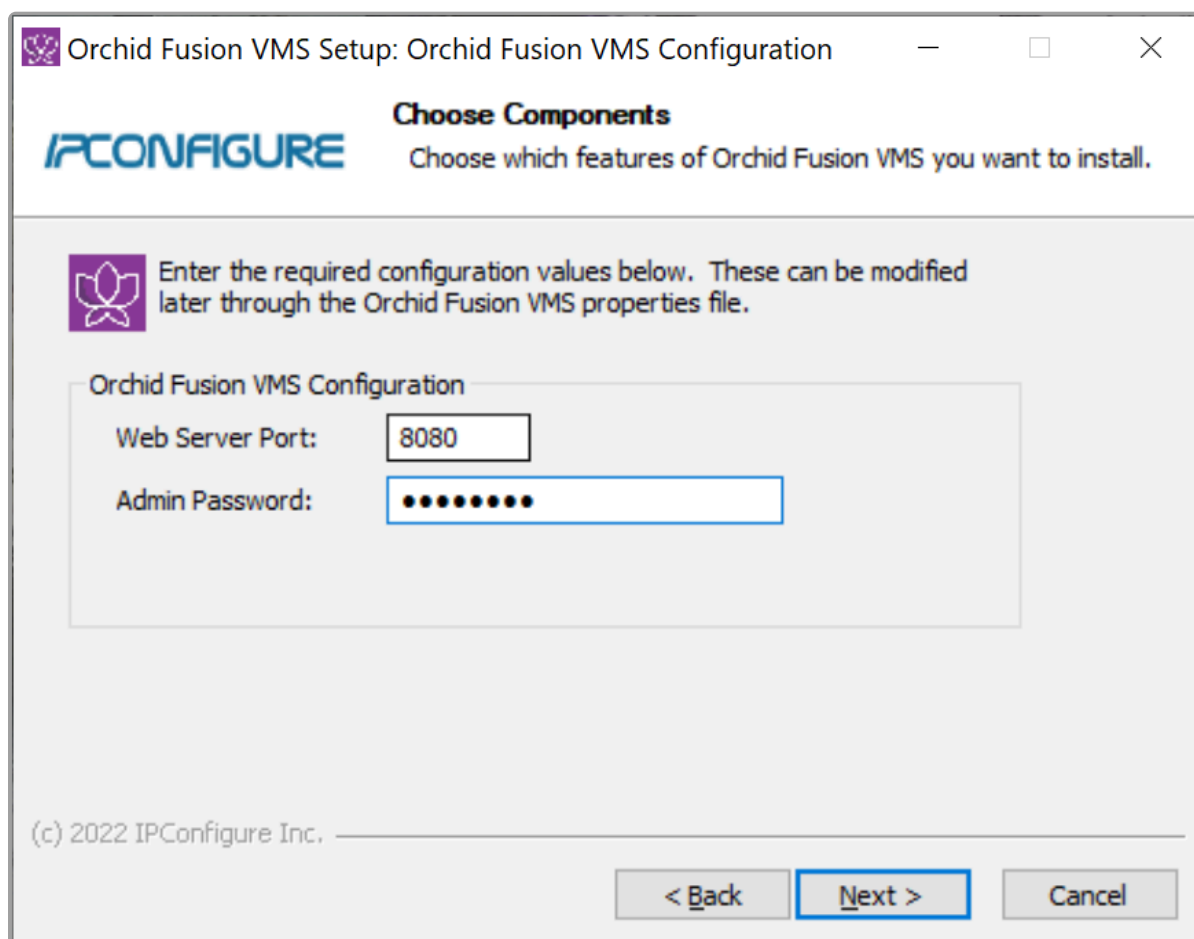 Orchid Fusion VMS Setup: Orchid Fusion VMS Configuration
IPCONFIGURE
Choose Components
Choose which features of Orchid Fusion VMS you want to install.
Enter the required configuration values below.  These can be modified
later through the Orchid Fusion VMS properties file.
Orchid Fusion VMS Configuration
Web Server Port: 8080
Admin Password: ●●●●●●●●
(c) 2022 IPConfigure Inc.
< Back Next > Cancel